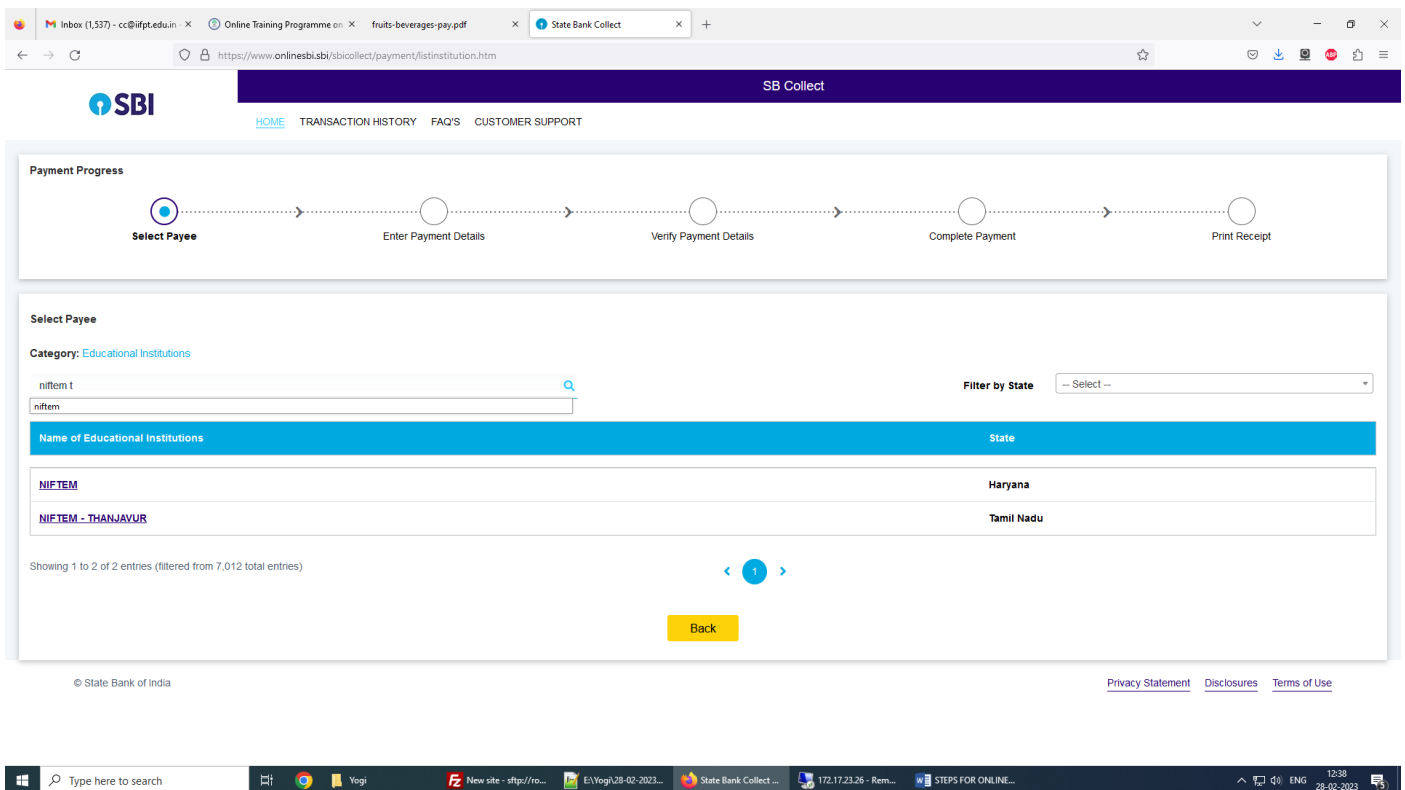 Inbox (1,537) - cc@iifpt.edu.in - Online Training Programme on fruits-beverages-pay.pdf State Bank Collect
https://www.onlinesbi.sbi/sbicollect/payment/listinstitution.htm
ABP
SBI
SB Collect
HOME TRANSACTION HISTORY FAQ'S CUSTOMER SUPPORT
Payment Progress
Select Payee Enter Payment Details Verify Payment Details Complete Payment Print Receipt
Select Payee
Category: Educational Institutions
niftem t
Filter by State -- Select --
niftem
Name of Educational Institutions State
NIFTEM Haryana
NIFTEM - THANJAVUR Tamil Nadu
Showing 1 to 2 of 2 entries (filtered from 7,012 total entries)
1
Back
© State Bank of India Privacy Statement Disclosures Terms of Use
Type here to search Yogi New site - sftp://ro... E:\Yogi\28-02-2023... State Bank Collect ... 172.17.23.26 - Rem... STEPS FOR ONLINE... ENG 12:38
28-02-2023 5